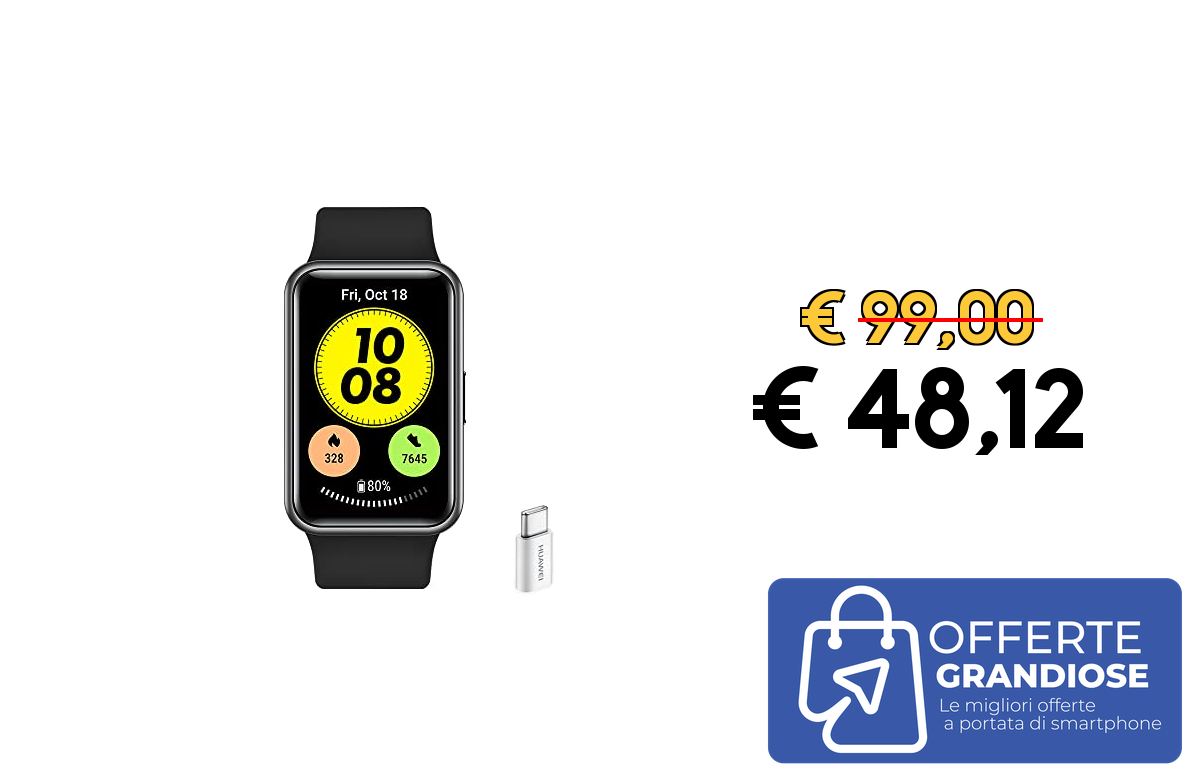 Fri, Oct 18
10
08
328
7645
80%
HUAWEI
€ 99,00
€ 48,12
OFFERTE
GRANDIOSE
Le migliori offerte
a portata di smartphone